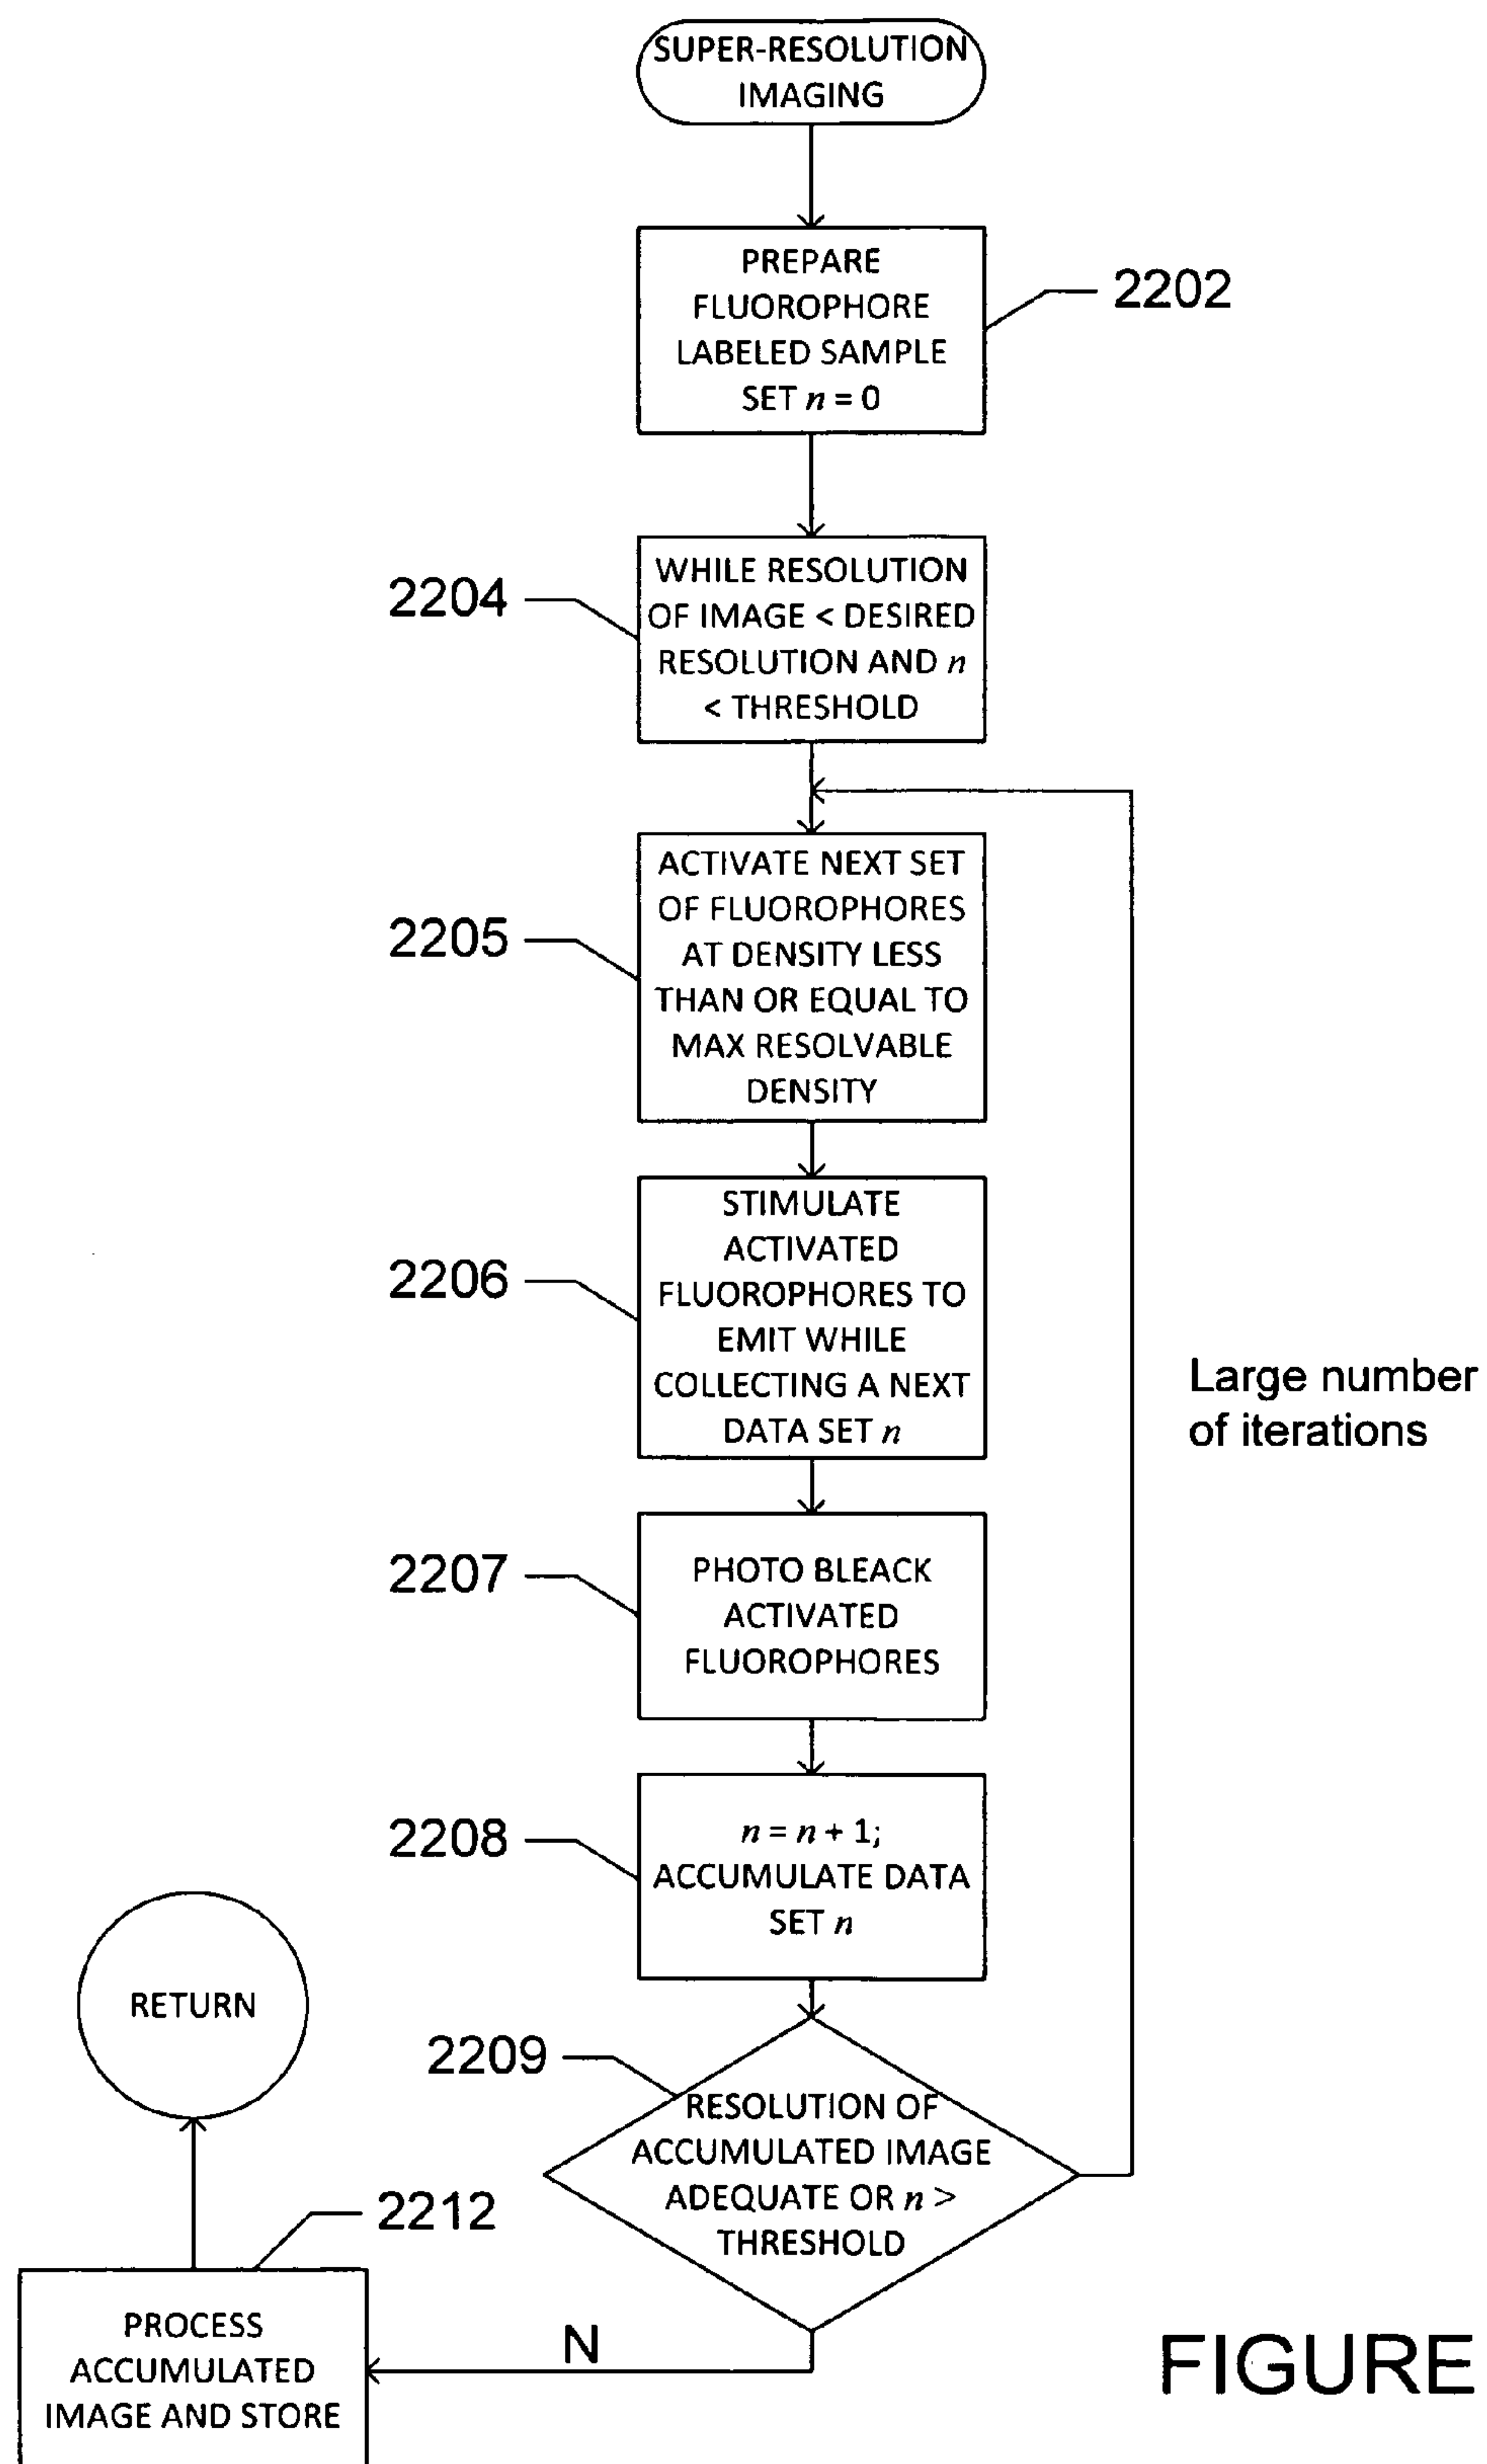 SUPER-RESOLUTION
IMAGING
PREPARE
FLUOROPHORE
LABELED SAMPLE
SET n = 0
2202
WHILE RESOLUTION
OF IMAGE < DESIRED
RESOLUTION AND n
< THRESHOLD
2204
ACTIVATE NEXT SET
OF FLUOROPHORES
AT DENSITY LESS
THAN OR EQUAL TO
MAX RESOLVABLE
DENSITY
2205
STIMULATE
ACTIVATED
FLUOROPHORES TO
EMIT WHILE
COLLECTING A NEXT
DATA SET n
2206
Large number
of iterations
PHOTO BLEACK
ACTIVATED
FLUOROPHORES
2207
n = n + 1;
ACCUMULATE DATA
SET n
2208
RETURN
2209
RESOLUTION OF
ACCUMULATED IMAGE
ADEQUATE OR n >
THRESHOLD
2212
N
PROCESS
ACCUMULATED
IMAGE AND STORE
FIGURE